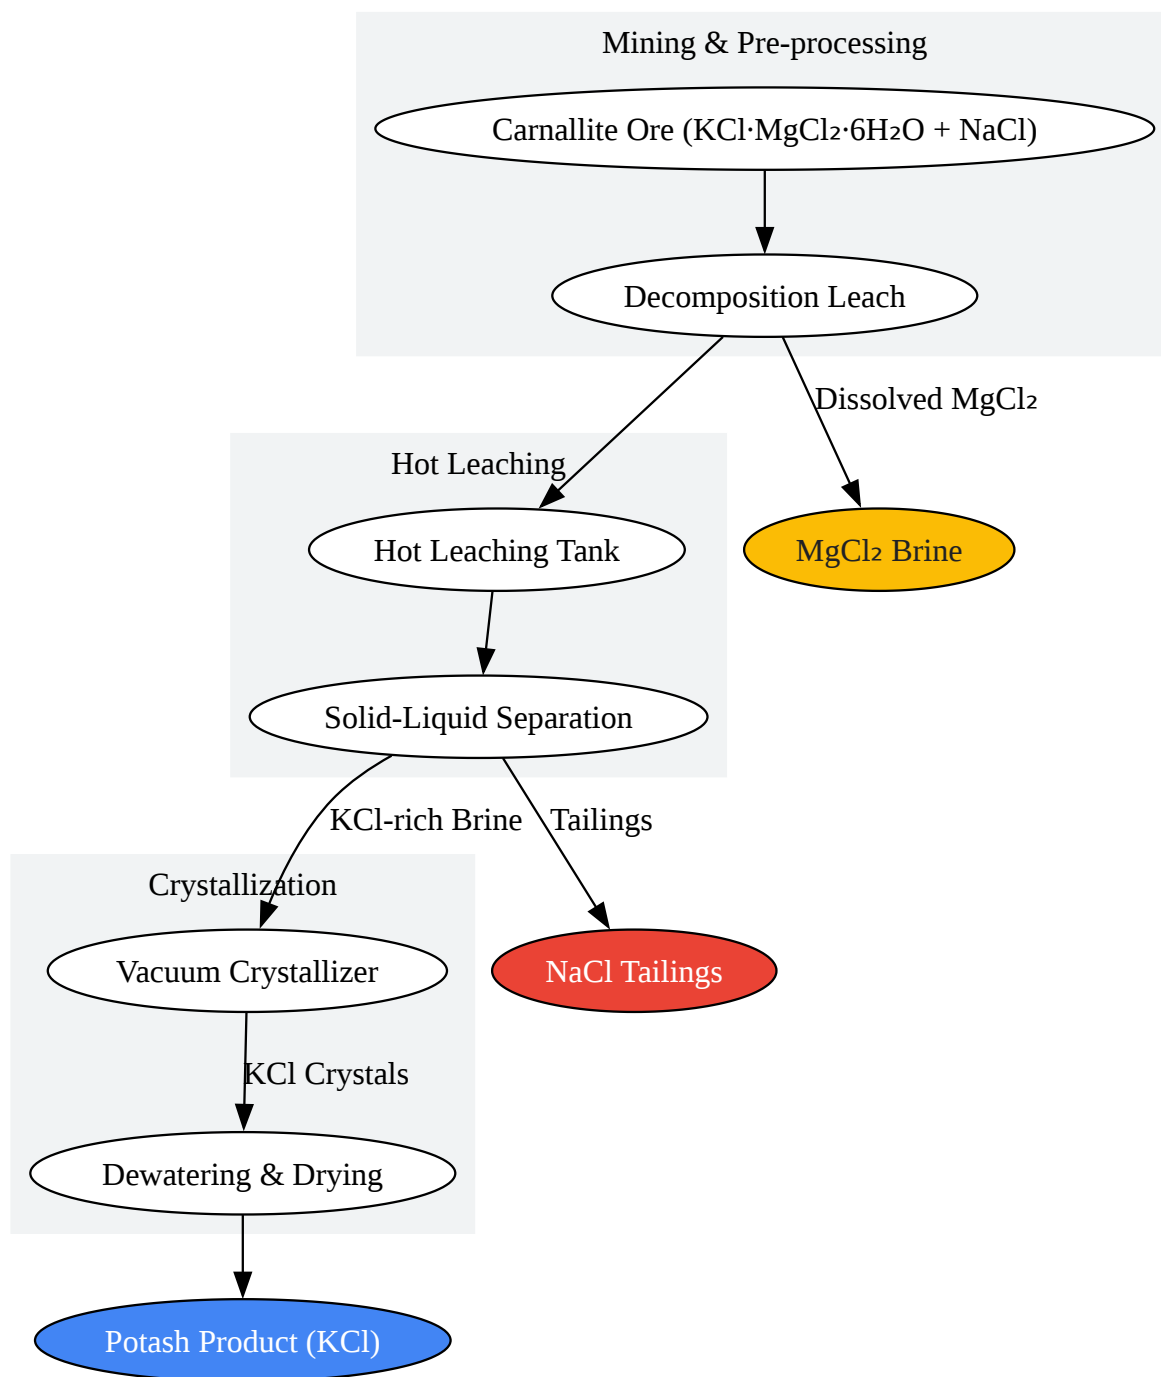 Mining & Pre-processing
Carnallite Ore (KCl·MgCl₂·6H₂O + NaCl)
Decomposition Leach
Dissolved MgCl₂
Hot Leaching
Hot Leaching Tank
MgCl₂ Brine
Solid-Liquid Separation
KCl-rich Brine
Tailings
Crystallization
Vacuum Crystallizer
NaCl Tailings
KCl Crystals
Dewatering & Drying
Potash Product (KCl)